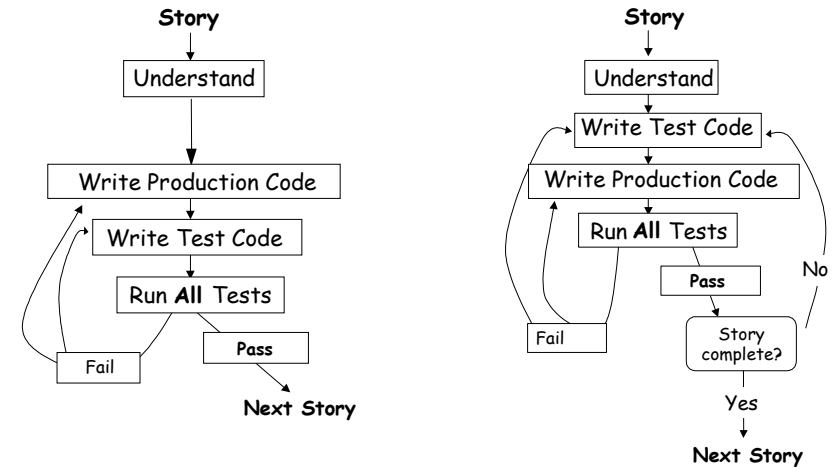 Story
Understand
Write Production Code
Write Test Code
Run All Tests
Fail
Pass
Next Story
Story
Understand
Write Test Code
Write Production Code
Run All Tests
Pass
No
Fail
Story
complete?
Yes
Next Story